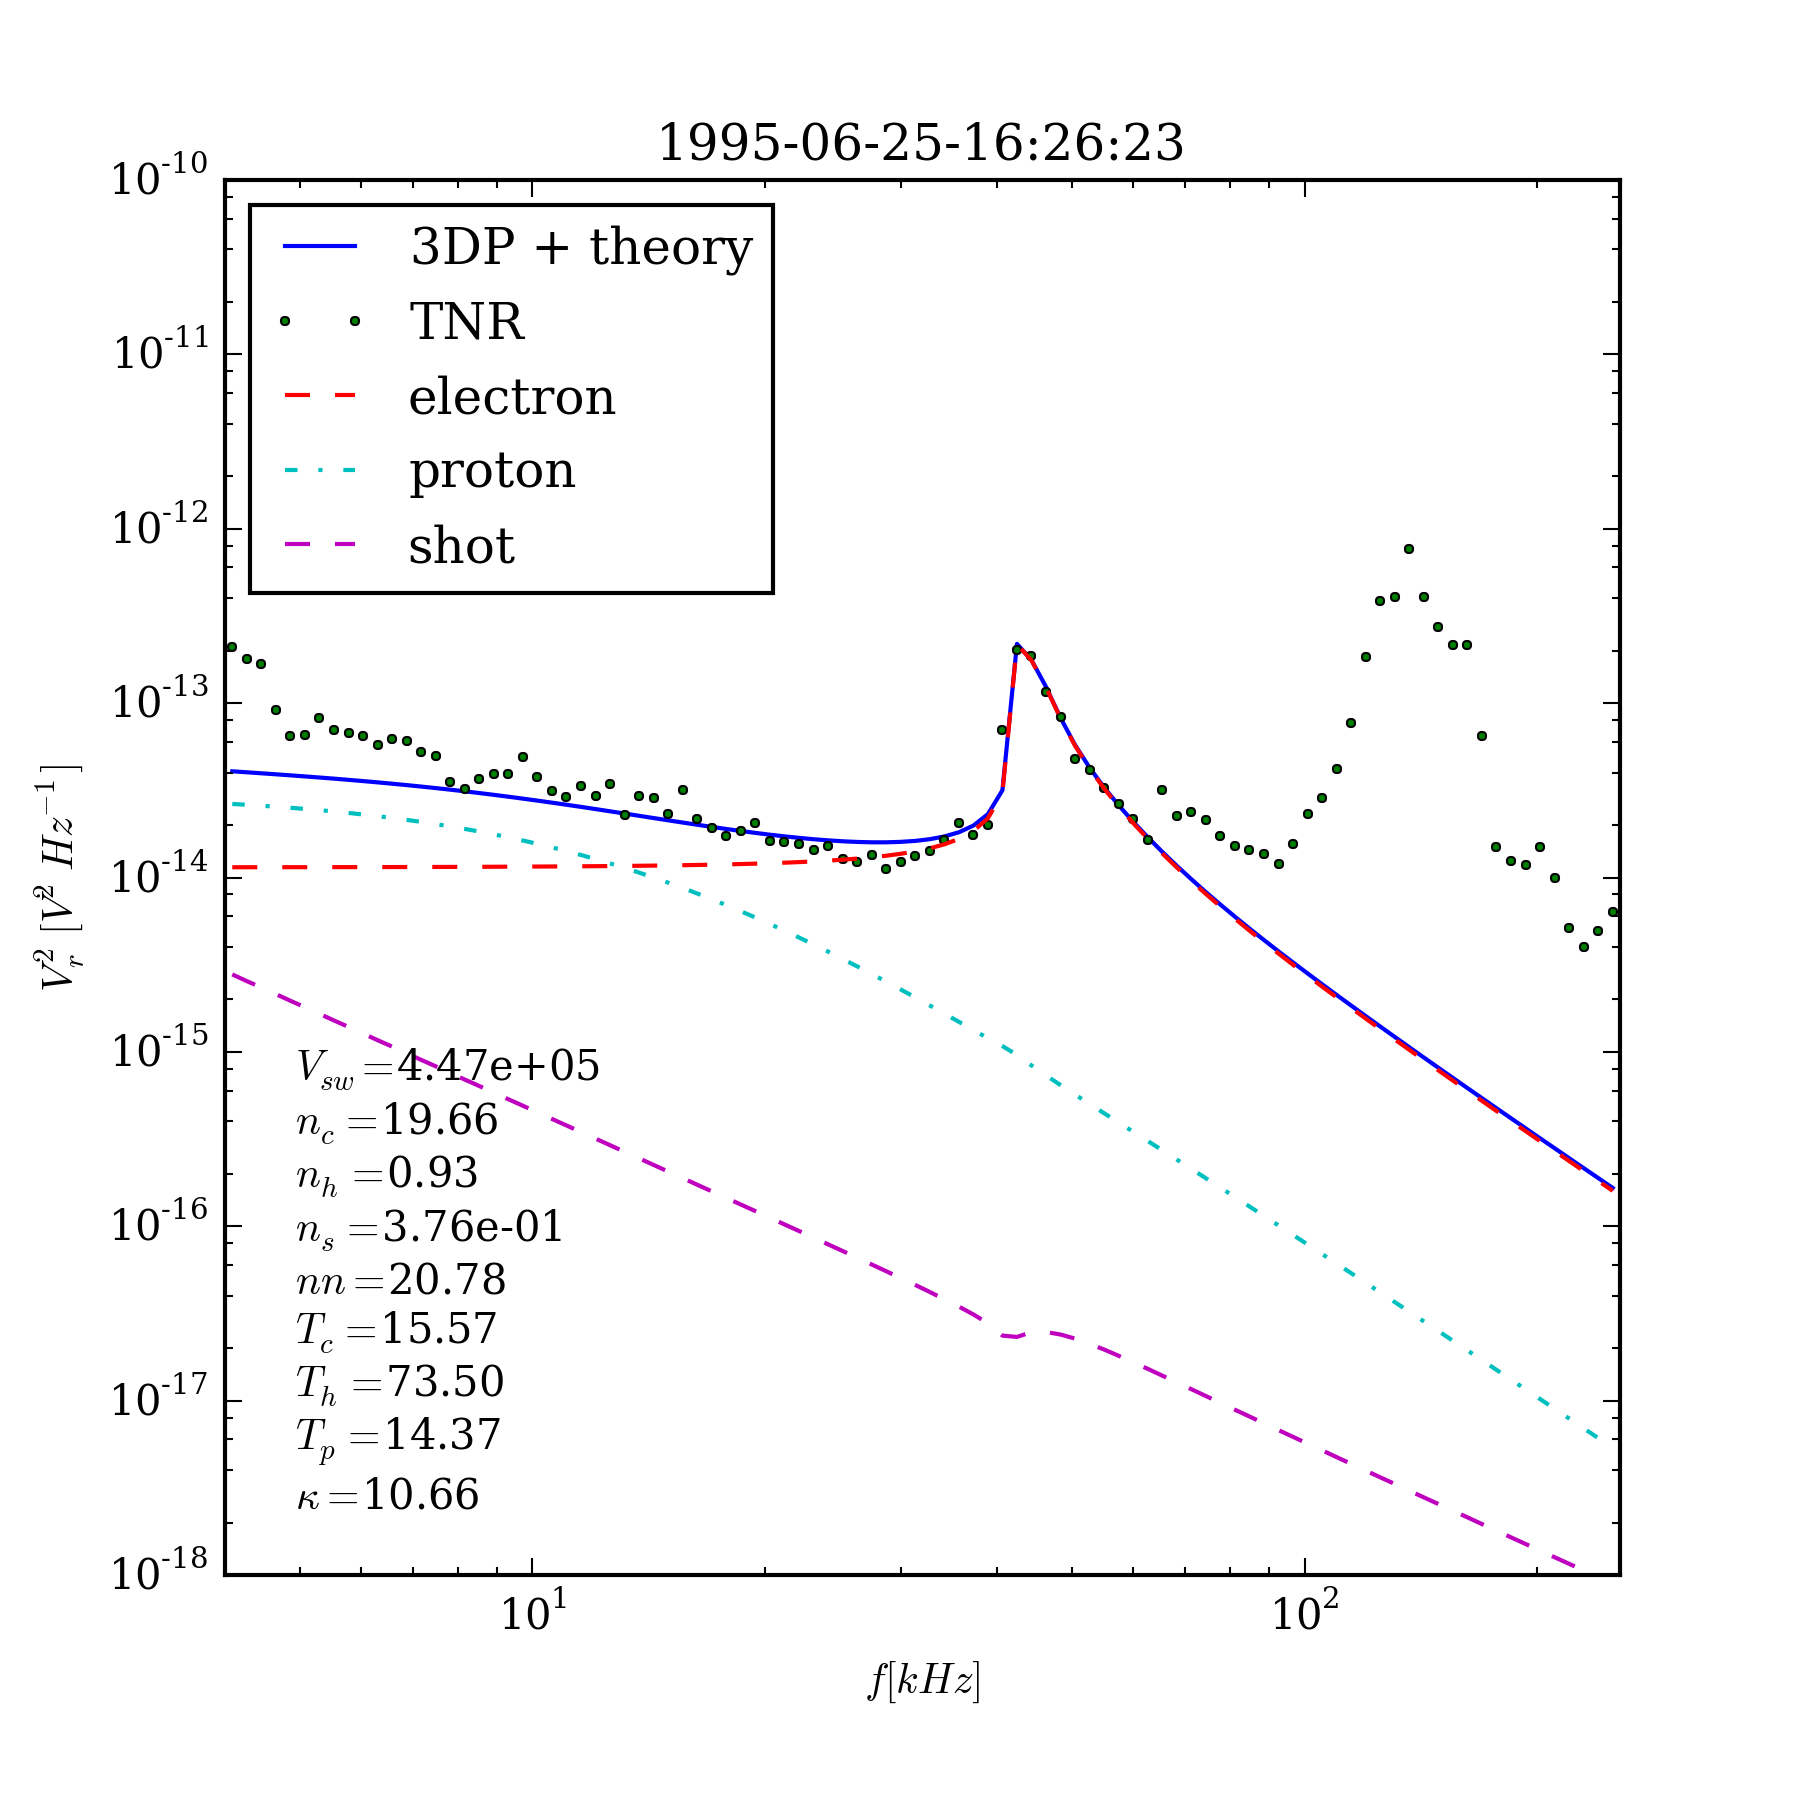 1995-06-25-16:26:23
10^-10
10^-11
10^-12
10^-13
10^-14
10^-15
10^-16
10^-17
10^-18
V_r^2 [V^2 Hz^{-1}]
3DP + theory
TNR
electron
proton
shot
V_sw =4.47e+05
n_c =19.66
n_h =0.93
n_s =3.76e-01
nn =20.78
T_c =15.57
T_h =73.50
T_p =14.37
κ =10.66
10^1
10^2
f[kHz]